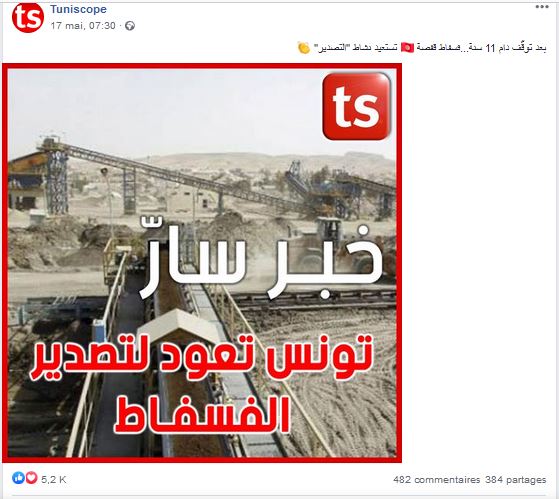 ts
Tuniscope
17 mai, 07:30
بعد توقّف دام 11 سنة...فسفاط قفصة 🇹🇳 تستعيد نشاط "التصدير" 👏
ts
خبر سارّ
تونس تعود لتصدير
الفسفاط
5,2 K
482 commentaires 384 partages